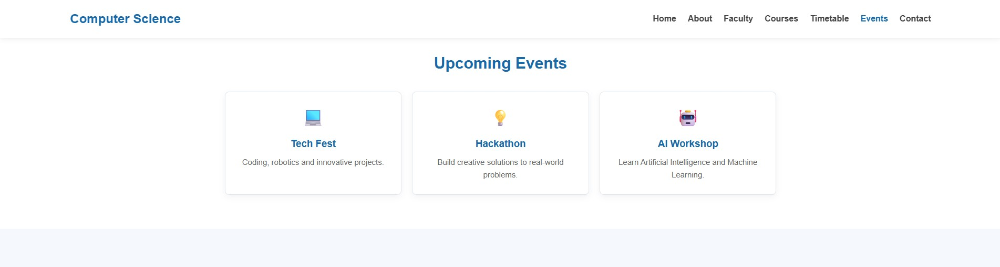 Computer Science
Home About Faculty Courses Timetable Events Contact
Upcoming Events
Tech Fest
Coding, robotics and innovative projects.
Hackathon
Build creative solutions to real-world
problems.
AI Workshop
Learn Artificial Intelligence and Machine
Learning.